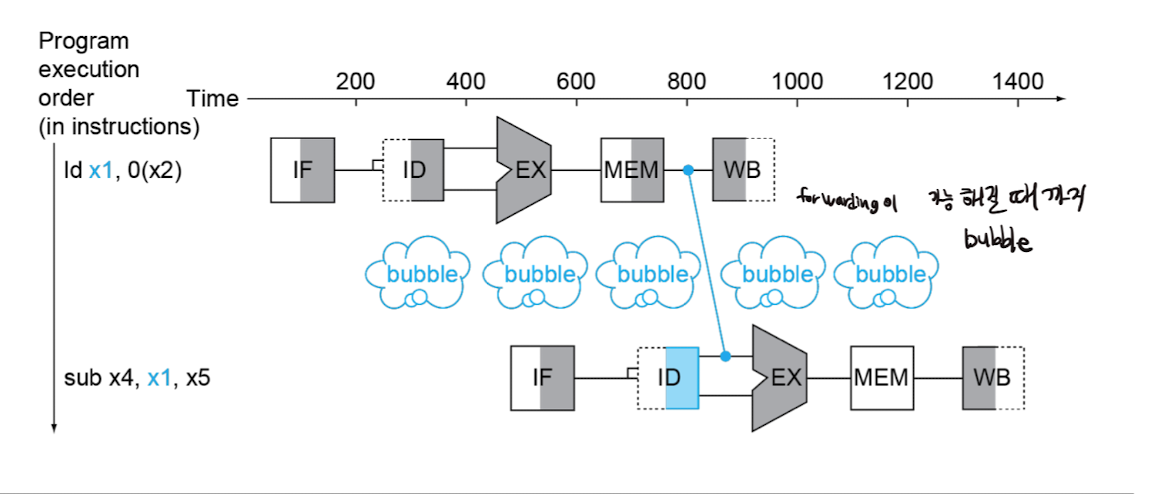 Program
execution
order
(in instructions)
Time
200 400 600 800 1000 1200 1400
ld x1, 0(x2)
IF ID EX MEM WB
forwarding이 가능해질 때 까지
bubble
bubble bubble bubble bubble bubble
sub x4, x1, x5
IF ID EX MEM WB